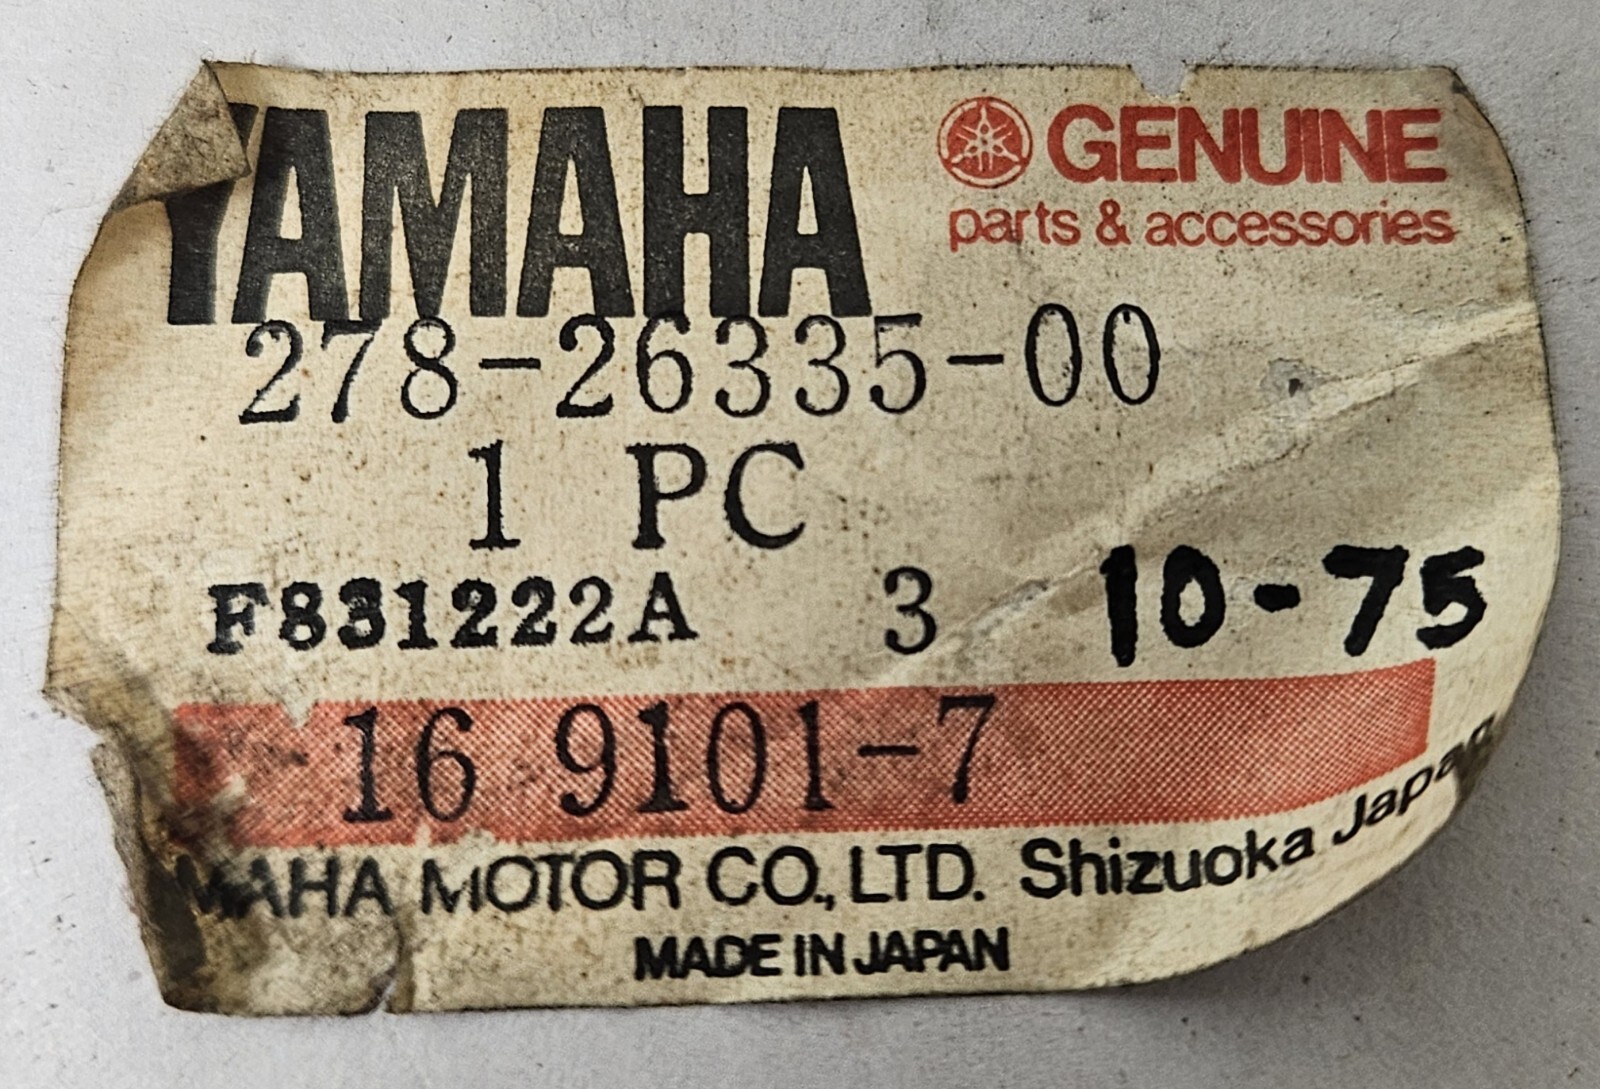 YAMAHA
GENUINE
parts & accessories
278-26335-00
1 PC
F831222A 3 10-75
16 9101-7
MAHA MOTOR CO., LTD. Shizuoka Japan
MADE IN JAPAN